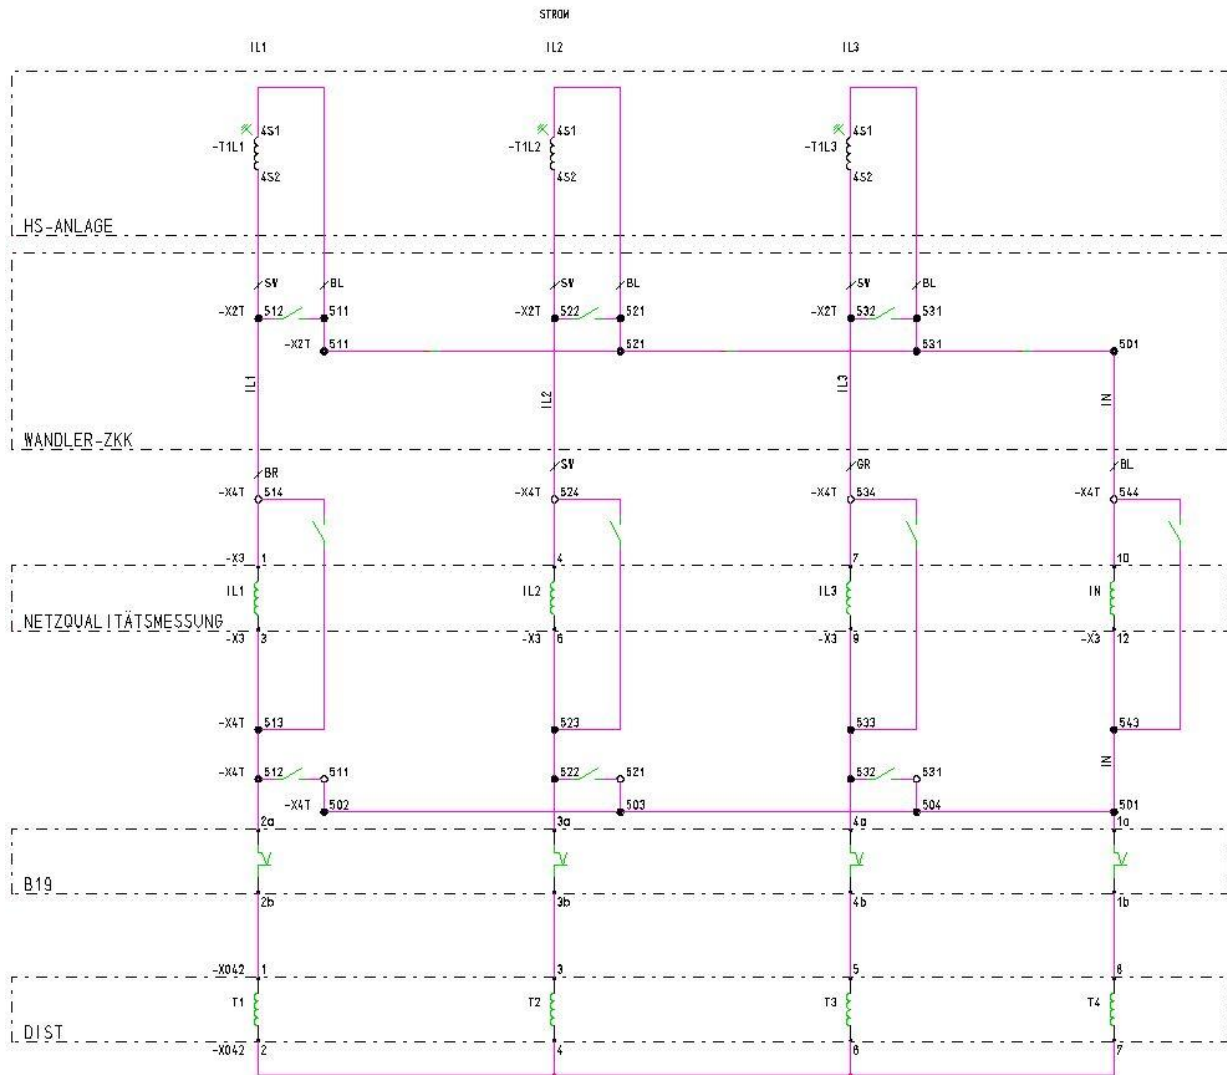 STROM
IL1 IL2 IL3
4S1 4S1 4S1
-T1L1 -T1L2 -T1L3
4S2 4S2 4S2
HS-ANLAGE
SW BL SW BL SW BL
-X2T 512 511 -X2T 522 521 -X2T 532 531
-X2T 511 521 531 501
IL1 IL2 IL3 IN
WANDLER-ZKK
BR SW GR BL
-X4T 514 -X4T 524 -X4T 534 -X4T 544
-X3 1 4 7 10
IL1 IL2 IL3 IN
NETZQUALITÄTSMESSUNG
-X3 3 -X3 6 -X3 9 -X3 12
-X4T 513 523 533 543
IN
-X4T 512 511 522 521 532 531
-X4T 502 503 504 501
2a 3a 4a 1a
B19
2b 3b 4b 1b
-X042 1 3 5 8
T1 T2 T3 T4
DIST
-X042 2 4 6 7